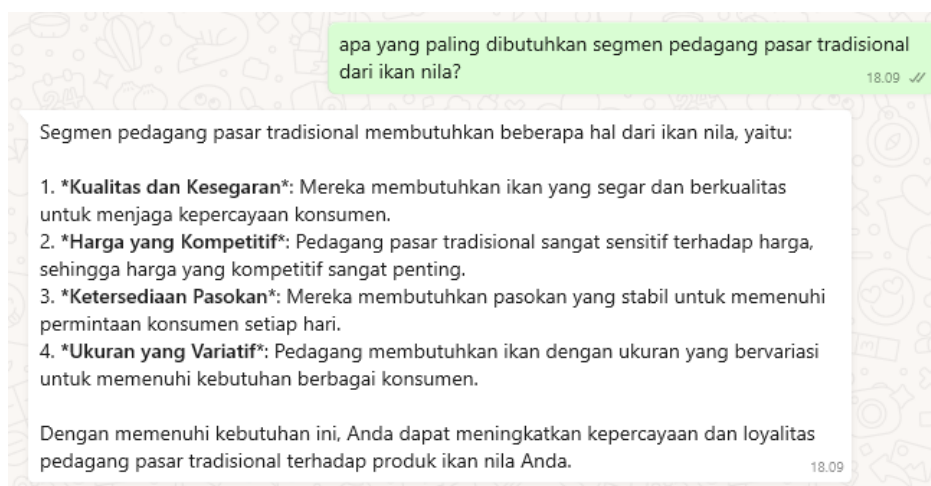 apa yang paling dibutuhkan segmen pedagang pasar tradisional
dari ikan nila?
18.09
Segmen pedagang pasar tradisional membutuhkan beberapa hal dari ikan nila, yaitu:
1. *Kualitas dan Kesegaran*: Mereka membutuhkan ikan yang segar dan berkualitas
untuk menjaga kepercayaan konsumen.
2. *Harga yang Kompetitif*: Pedagang pasar tradisional sangat sensitif terhadap harga,
sehingga harga yang kompetitif sangat penting.
3. *Ketersediaan Pasokan*: Mereka membutuhkan pasokan yang stabil untuk memenuhi
permintaan konsumen setiap hari.
4. *Ukuran yang Variatif*: Pedagang membutuhkan ikan dengan ukuran yang bervariasi
untuk memenuhi kebutuhan berbagai konsumen.
Dengan memenuhi kebutuhan ini, Anda dapat meningkatkan kepercayaan dan loyalitas
pedagang pasar tradisional terhadap produk ikan nila Anda.
18.09